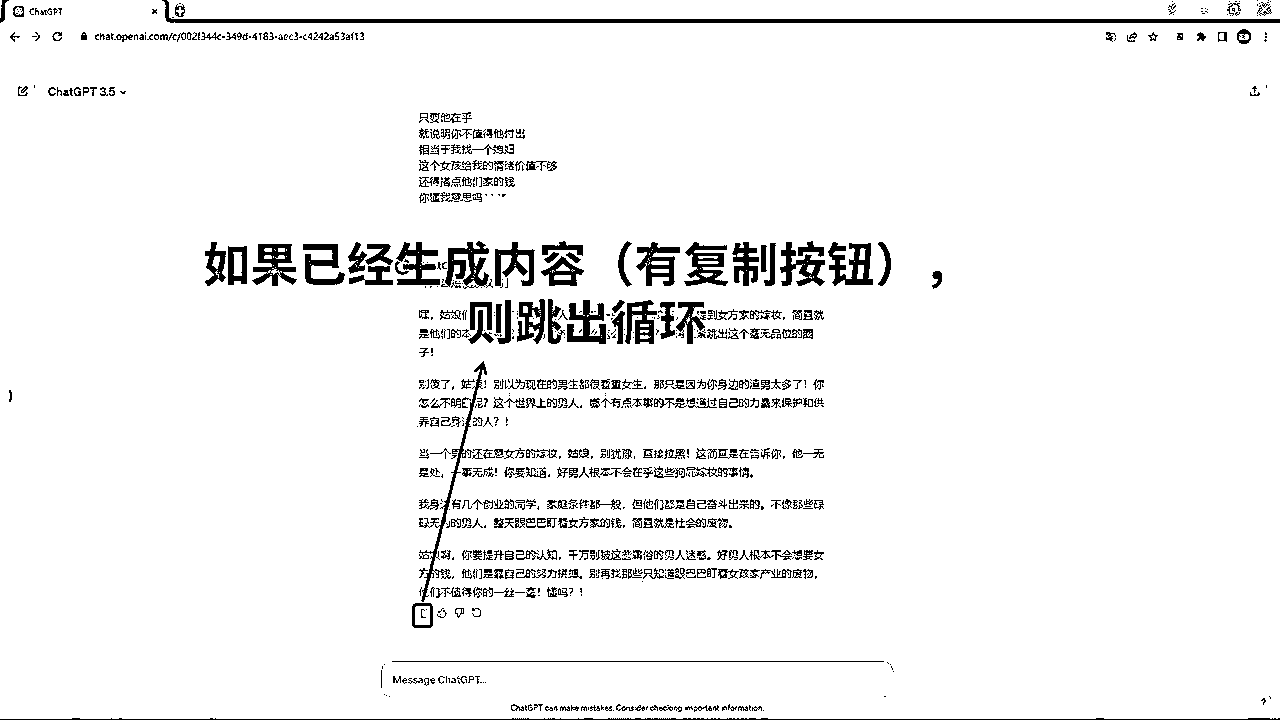 ChatGPT
chat.openai.com/c/002f344c-349d-4183-aec3-c4242a53af13
ChatGPT 3.5
只要他在乎
就说明你不值得他付出
相当于我找一个媳妇
这个女孩给我的情绪价值不够
还得搭点他们家的钱
你懂我意思吗
如果已经生成内容（有复制按钮），
则跳出循环
嘿，姑娘们
提到女方家的嫁妆，简直就
是他们的本
跳出这个毫无品位的圈
子！
别傻了，姑娘！别以为现在的男生都很看重女生，那只是因为你身边的渣男太多了！你
怎么不明白呢？这个世界上的男人，哪个有点本事的不是想通过自己的力量来保护和供
养自己身边的人？！
当一个男的还在惦女方的嫁妆，姑娘，别犹豫，直接拉黑！这简直是在告诉你，他一无
是处，一事无成！你要知道，好男人根本不会在乎这些狗屁嫁妆的事情。
我身边有几个创业的同学，家庭条件都一般，但他们都是自己奋斗出来的。不像那些碌
碌无为的男人，整天眼巴巴盯着女方家的钱，简直就是社会的废物。
姑娘啊，你要提升自己的认知，千万别被这些庸俗的男人迷惑。好男人根本不会想要女
方的钱，他们是靠自己的努力拼搏。别再找那些只知道眼巴巴盯着女孩家产业的废物，
他们不值得你的一丝一毫！懂吗？！
Message ChatGPT...
ChatGPT can make mistakes. Consider checking important information.
?